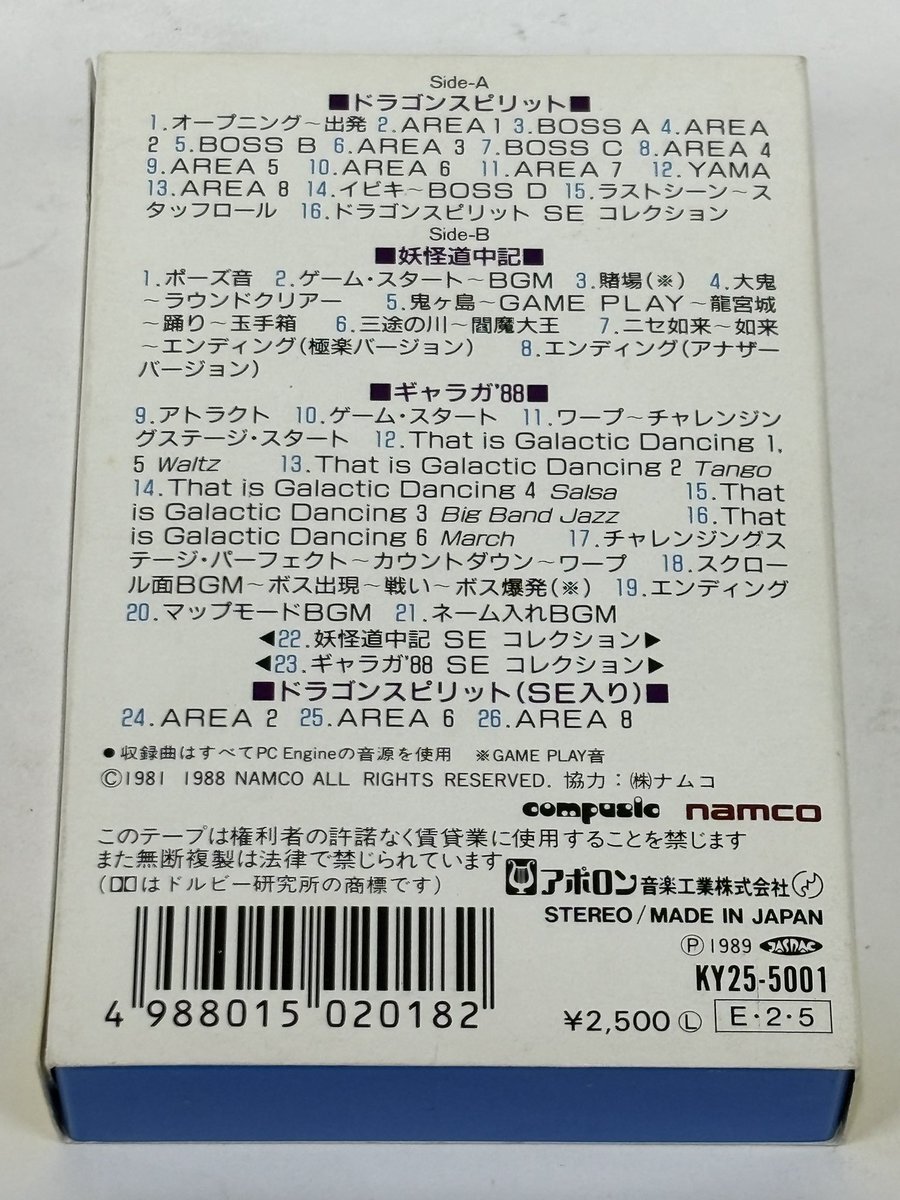 Side-A
■ドラゴンスピリット■
1.オープニング～出発 2.AREA 1 3.BOSS A 4.AREA
2 5.BOSS B 6.AREA 3 7.BOSS C 8.AREA 4
9.AREA 5 10.AREA 6 11.AREA 7 12.YAMA
13.AREA 8 14.イビキ～BOSS D 15.ラストシーン～ス
タッフロール 16.ドラゴンスピリット SE コレクション
Side-B
■妖怪道中記■
1.ポーズ音 2.ゲーム・スタート～BGM 3.賭場(※) 4.大鬼
～ラウンドクリアー 5.鬼ヶ島～GAME PLAY～龍宮城
～踊り～玉手箱 6.三途の川～閻魔大王 7.ニセ如来～如来
～エンディング(極楽バージョン) 8.エンディング(アナザー
バージョン)
■ギャラガ'88■
9.アトラクト 10.ゲーム・スタート 11.ワープ～チャレンジン
グステージ・スタート 12.That is Galactic Dancing 1,
5 Waltz 13.That is Galactic Dancing 2 Tango
14.That is Galactic Dancing 4 Salsa 15.That
is Galactic Dancing 3 Big Band Jazz 16.That
is Galactic Dancing 6 March 17.チャレンジングス
テージ・パーフェクト～カウントダウン～ワープ 18.スクロー
ル面BGM～ボス出現～戦い～ボス爆発(※) 19.エンディング
20.マップモードBGM 21.ネーム入れBGM
◀22.妖怪道中記 SE コレクション▶
◀23.ギャラガ'88 SE コレクション▶
■ドラゴンスピリット(SE入り)■
24.AREA 2 25.AREA 6 26.AREA 8
●収録曲はすべてPC Engineの音源を使用 ※GAME PLAY音
©1981 1988 NAMCO ALL RIGHTS RESERVED. 協力：㈱ナムコ
compusic namco
このテープは権利者の許諾なく賃貸業に使用することを禁じます
また無断複製は法律で禁じられています
(DDはドルビー研究所の商標です)
アポロン音楽工業株式会社
STEREO/MADE IN JAPAN
Ⓟ1989 JASRAC
KY25-5001
4 988015 020182
¥2,500 Ⓛ E・2・5